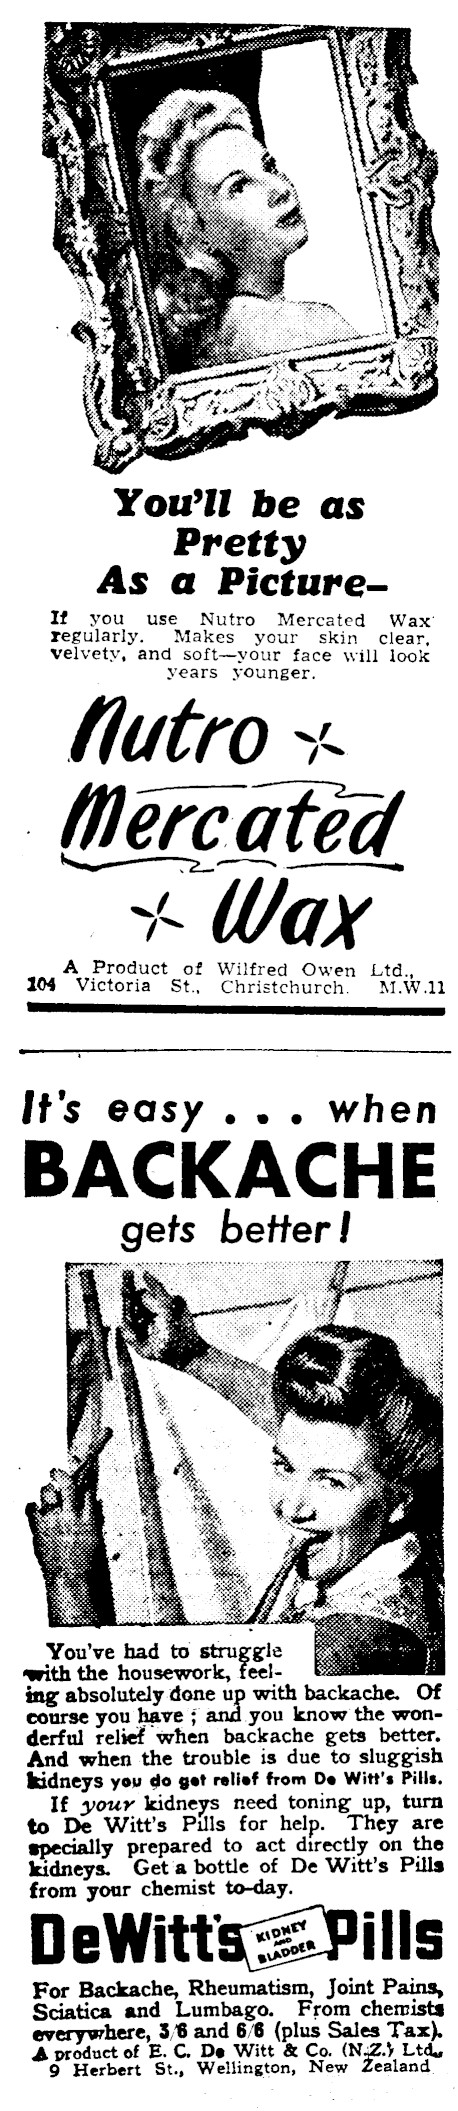 You'll be as
Pretty
As a Picture—
If you use Nutro Mercated Wax
regularly. Makes your skin clear,
velvety, and soft—your face will look
years younger.
Nutro
Mercated
Wax
A Product of Wilfred Owen Ltd.,
104 Victoria St., Christchurch. M.W.11
It's easy . . . when
BACKACHE
gets better!
You've had to struggle
with the housework, feel-
ing absolutely done up with backache. Of
course you have ; and you know the won-
derful relief when backache gets better.
And when the trouble is due to sluggish
kidneys you do get relief from De Witt's Pills.
If your kidneys need toning up, turn
to De Witt's Pills for help. They are
specially prepared to act directly on the
kidneys. Get a bottle of De Witt's Pills
from your chemist to-day.
DeWitt's KIDNEY AND BLADDER Pills
For Backache, Rheumatism, Joint Pains,
Sciatica and Lumbago. From chemists
everywhere, 3/6 and 6/6 (plus Sales Tax).
A product of E. C. De Witt & Co. (N.Z.) Ltd.,
9 Herbert St., Wellington, New Zealand